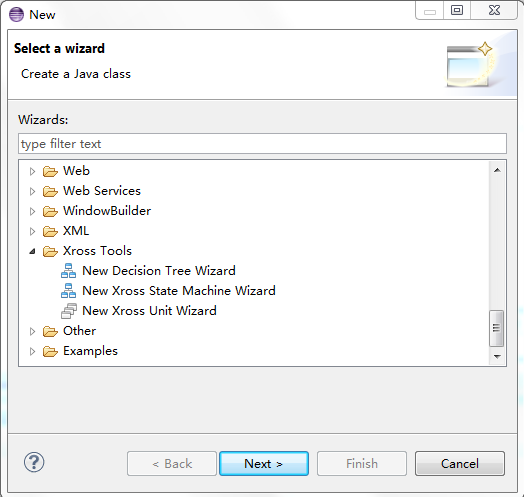 New
Select a wizard
Create a Java class
Wizards:
type filter text
Web
Web Services
WindowBuilder
XML
Xross Tools
New Decision Tree Wizard
New Xross State Machine Wizard
New Xross Unit Wizard
Other
Examples
? < Back Next > Finish Cancel